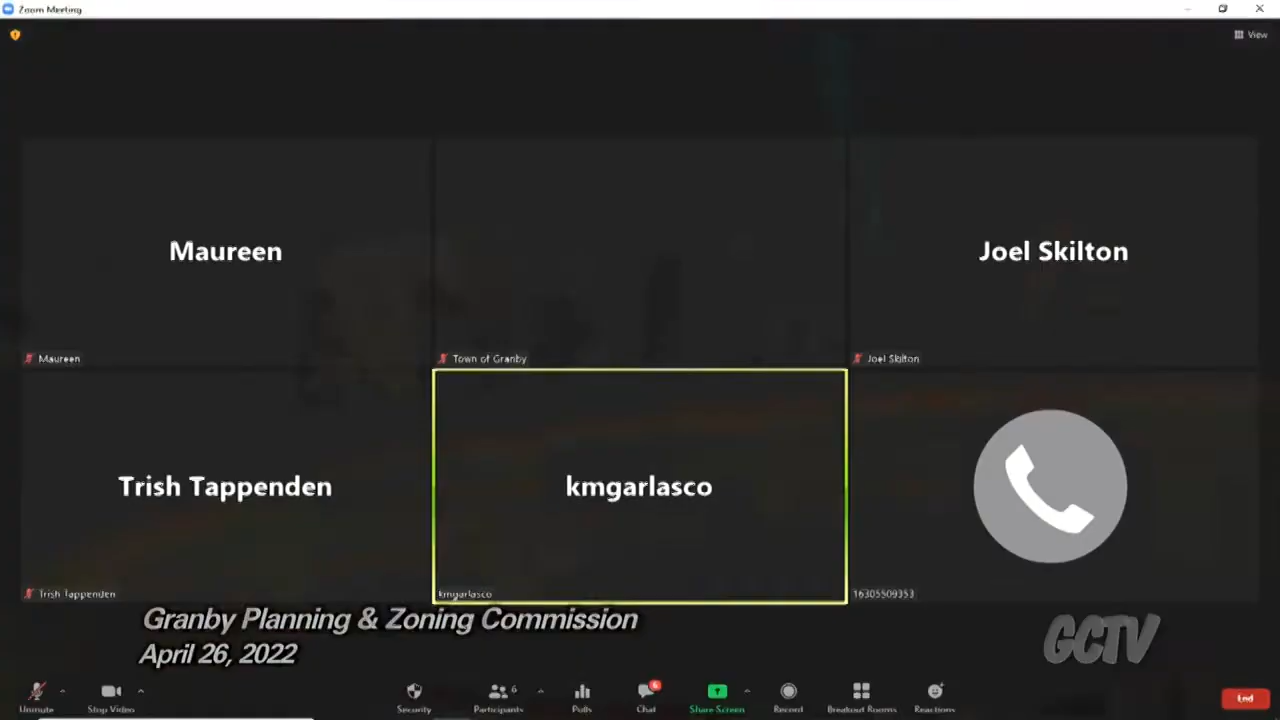 Zoom Meeting
View
Maureen
Joel Skilton
Maureen
Town of Granby
Joel Skilton
Trish Tappenden
kmgarlasco
Trish Tappenden
kmgarlasco
16305509353
Granby Planning & Zoning Commission
April 26, 2022
GCTV
6
6
Unmute
Stop Video
Security
Participants
Polls
Chat
Share Screen
Record
Breakout Rooms
Reactions
End